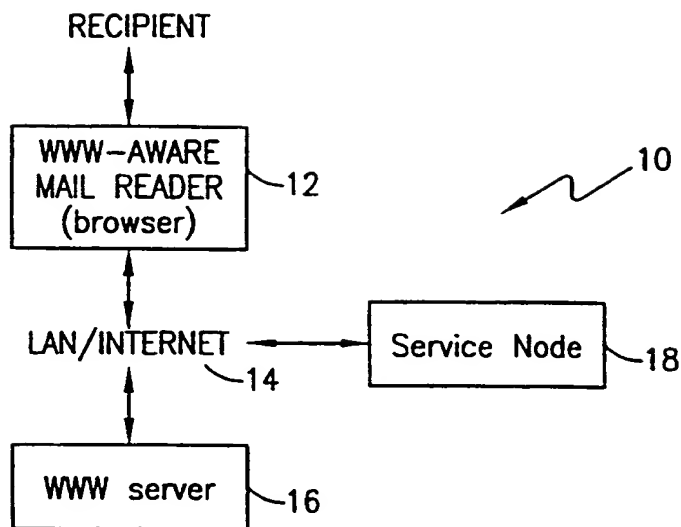 RECIPIENT
WWW-AWARE
MAIL READER
(browser)
12
10
LAN/INTERNET
14
Service Node
18
WWW server
16